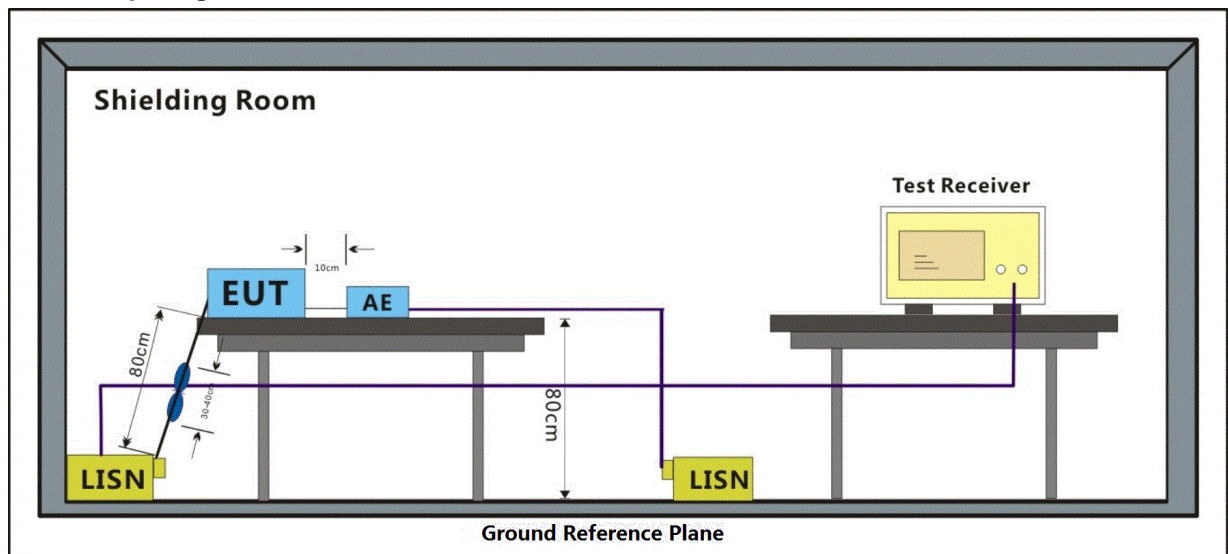 Shielding Room
Test Receiver
10cm
EUT
AE
80cm
30-40cm
80cm
LISN
LISN
Ground Reference Plane